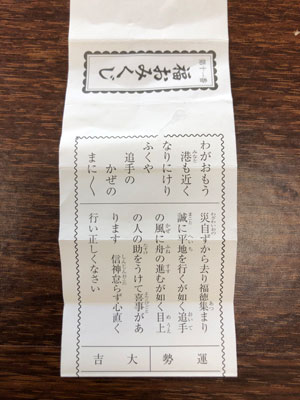 第十一番
福おみくじ
わがおもう
港も近く
なりにけり
ふくや
追手の
かぜの
まに〱
災自ずから去り福徳集まり
誠に平地を行くが如く追手
の風に舟の進むが如く目上
の人の助をうけて喜事があ
ります　信神怠らず心直く
行い正しくなさい
運勢
大吉